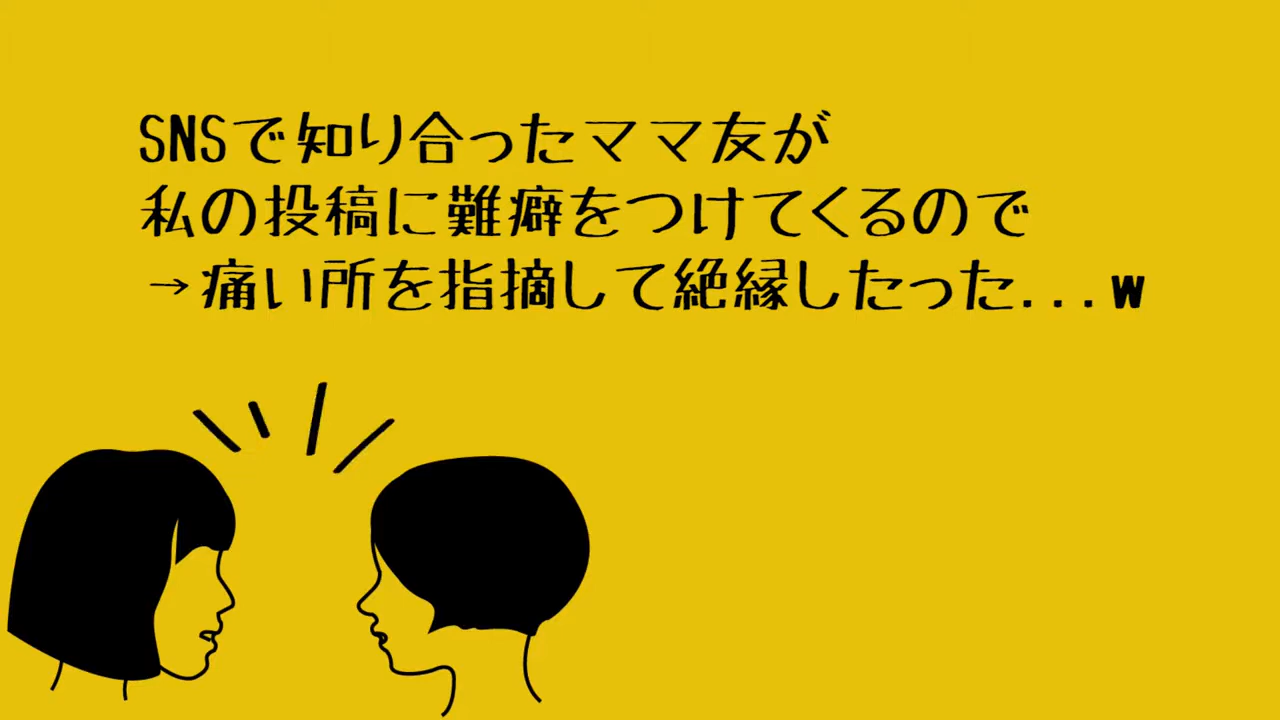 SNSで知り合ったママ友が
私の投稿に難癖をつけてくるので
→痛い所を指摘して絶縁したった...w